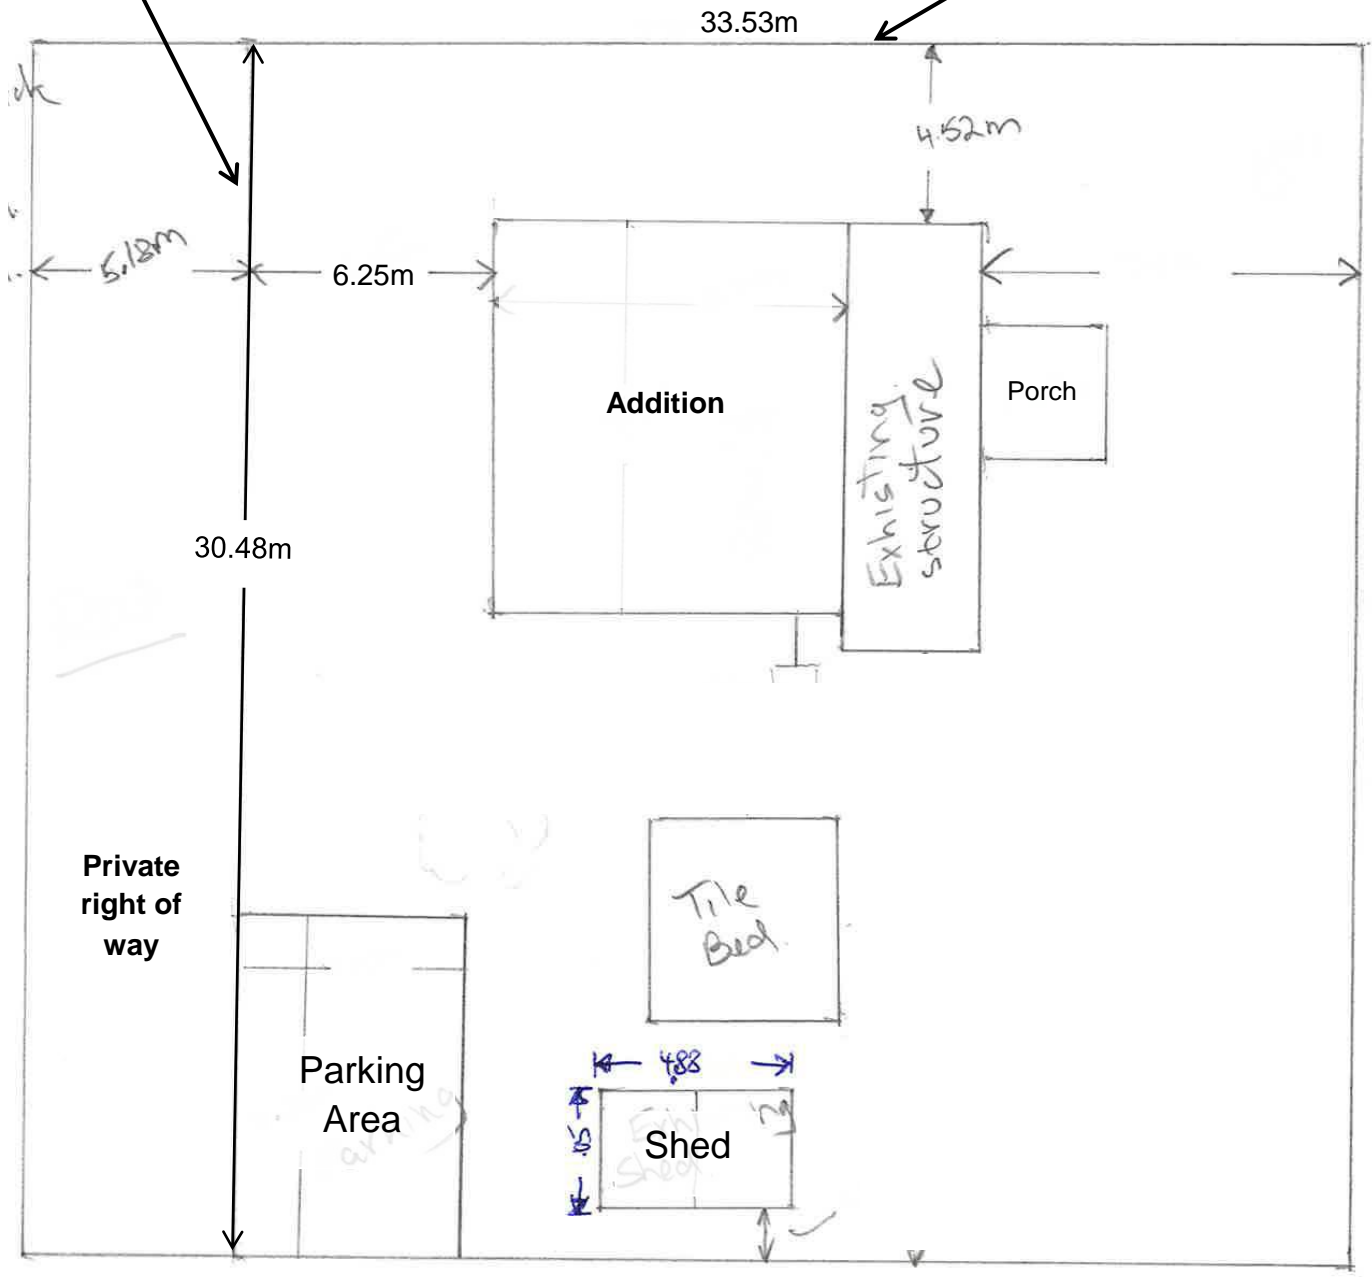 33.53m
4.52m
5.18m
6.25m
Addition
Exhisting
structure
Porch
30.48m
Private
right of
way
Tile
Bed.
4.88
Parking
Area
Shed